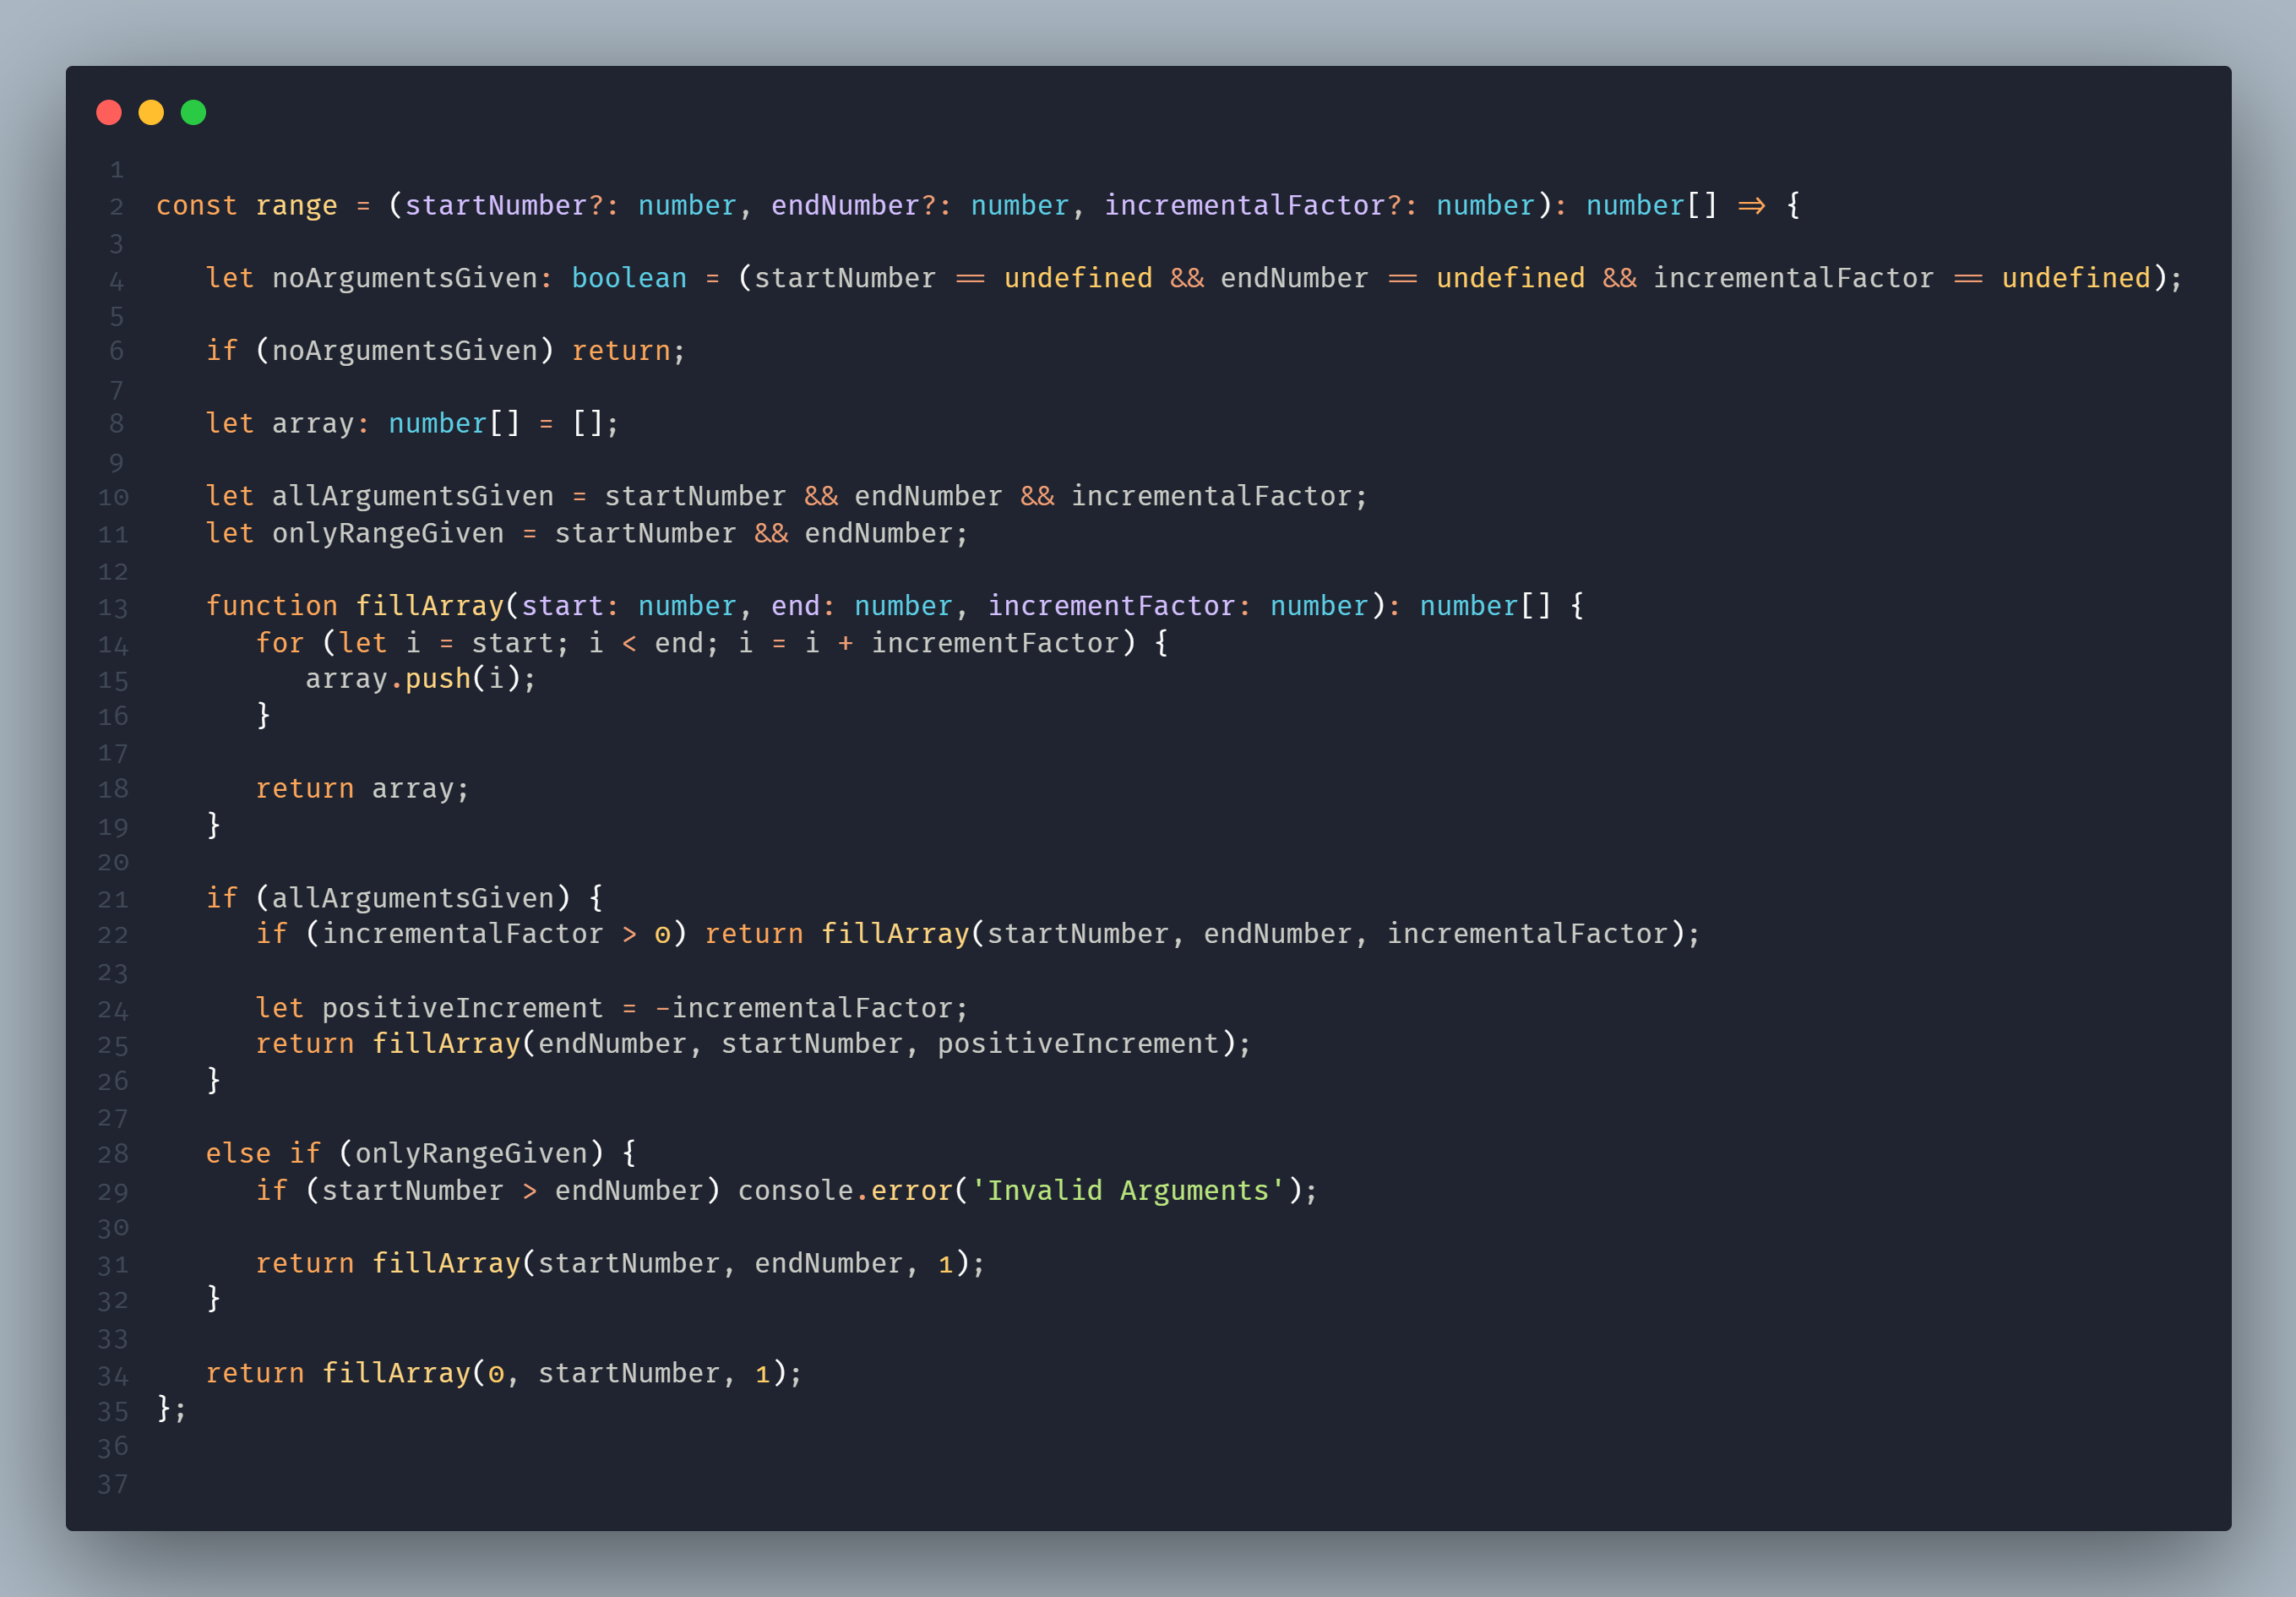 1
2 const range = (startNumber?: number, endNumber?: number, incrementalFactor?: number): number[] => {
3
4    let noArgumentsGiven: boolean = (startNumber == undefined && endNumber == undefined && incrementalFactor == undefined);
5
6    if (noArgumentsGiven) return;
7
8    let array: number[] = [];
9
10    let allArgumentsGiven = startNumber && endNumber && incrementalFactor;
11    let onlyRangeGiven = startNumber && endNumber;
12
13    function fillArray(start: number, end: number, incrementFactor: number): number[] {
14       for (let i = start; i < end; i = i + incrementFactor) {
15          array.push(i);
16       }
17
18       return array;
19    }
20
21    if (allArgumentsGiven) {
22       if (incrementalFactor > 0) return fillArray(startNumber, endNumber, incrementalFactor);
23
24       let positiveIncrement = -incrementalFactor;
25       return fillArray(endNumber, startNumber, positiveIncrement);
26    }
27
28    else if (onlyRangeGiven) {
29       if (startNumber > endNumber) console.error('Invalid Arguments');
30
31       return fillArray(startNumber, endNumber, 1);
32    }
33
34    return fillArray(0, startNumber, 1);
35 };
36
37